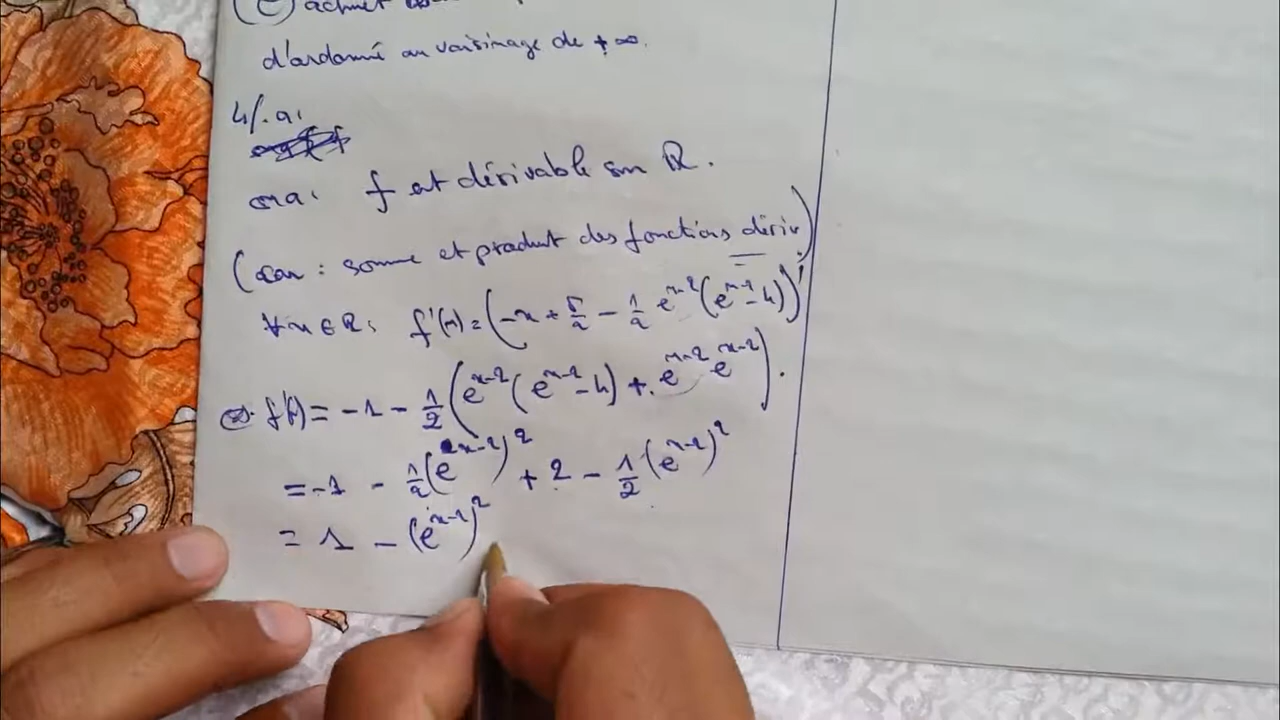 (C) admet
d'ordonné au voisinage de +∞.
4/. a.
ona: f est dérivable sur ℝ.
(car: somme et produit des fonctions dériv.)
∀x∈ℝ; f'(x) = (-x + 5/2 - 1/2 e^{x-2}(e^{x-2} - 4))'
f'(x) = -1 - 1/2 (e^{x-2}(e^{x-2} - 4) + e^{x-2} e^{x-2}).
= -1 - 1/2 (e^{x-2})^2 + 2 - 1/2 (e^{x-2})^2
= 1 - (e^{x-2})^2